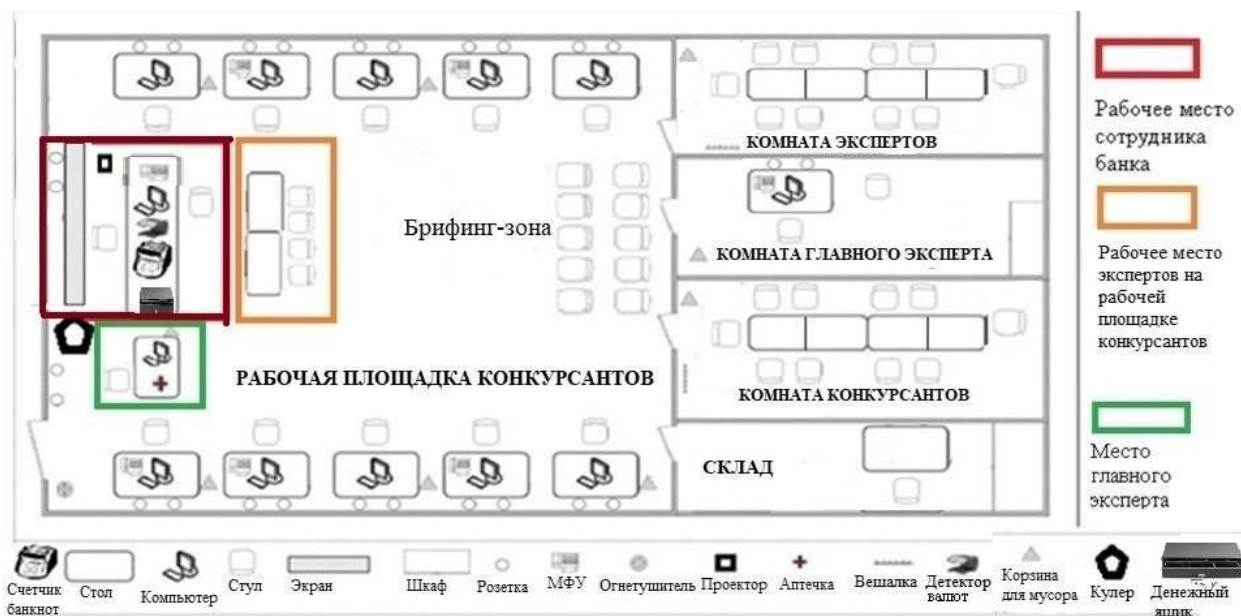 КОМНАТА ЭКСПЕРТОВ
Брифинг-зона
КОМНАТА ГЛАВНОГО ЭКСПЕРТА
РАБОЧАЯ ПЛОЩАДКА КОНКУРСАНТОВ
КОМНАТА КОНКУРСАНТОВ
СКЛАД
Рабочее место
сотрудника
банка
Рабочее место
экспертов на
рабочей
площадке
конкурсантов
Место
главного
эксперта
Счетчик
банкнот
Стол
Компьютер
Стул
Экран
Шкаф
Розетка
МФУ
Огнетушитель
Проектор
Аптечка
Вешалка
Детектор
валют
Корзина
для мусора
Кулер
Денежный
ящик